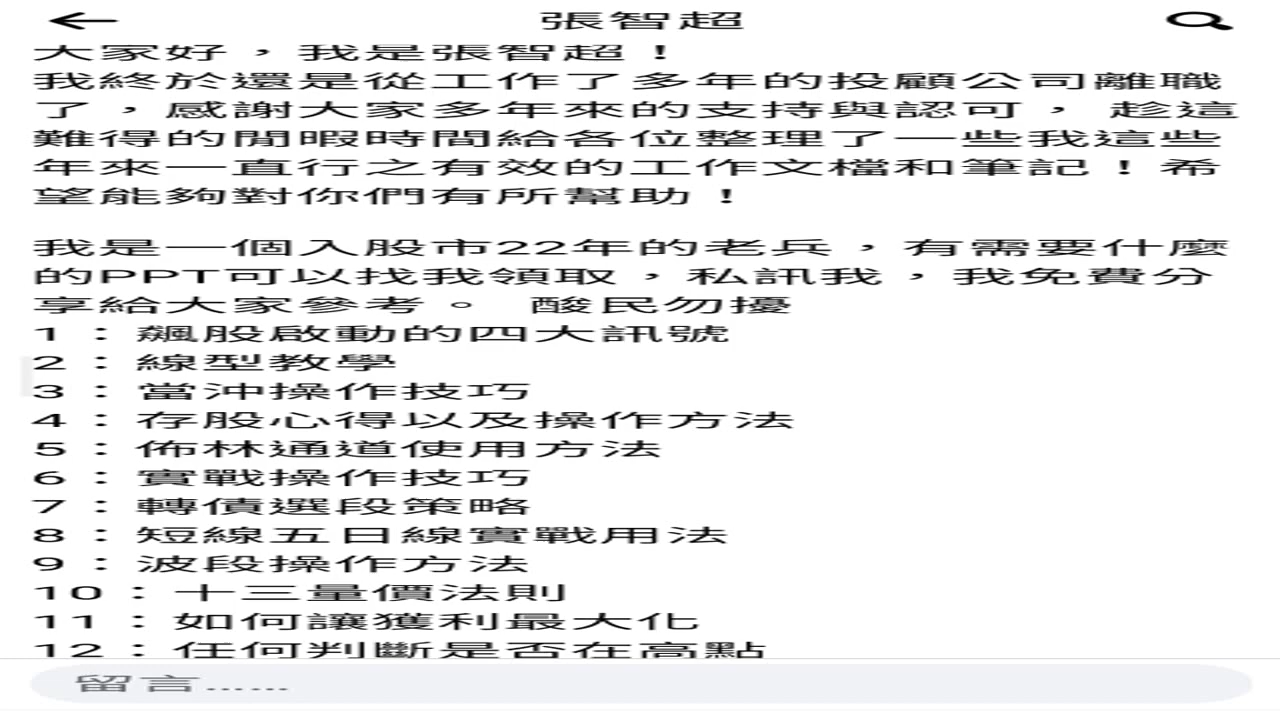 張智超
大家好，我是張智超！
我終於還是從工作了多年的投顧公司離職
了，感謝大家多年來的支持與認可， 趁這
難得的閒暇時間給各位整理了一些我這些
年來一直行之有效的工作文檔和筆記！希
望能夠對你們有所幫助！
我是一個入股市22年的老兵，有需要什麼
的PPT可以找我領取，私訊我，我免費分
享給大家參考。 酸民勿擾
1：飆股啟動的四大訊號
2：線型教學
3：當沖操作技巧
4：存股心得以及操作方法
5：佈林通道使用方法
6：實戰操作技巧
7：轉債選段策略
8：短線五日線實戰用法
9：波段操作方法
10：十三量價法則
11：如何讓獲利最大化
12：任何判斷是否在高點
留言......